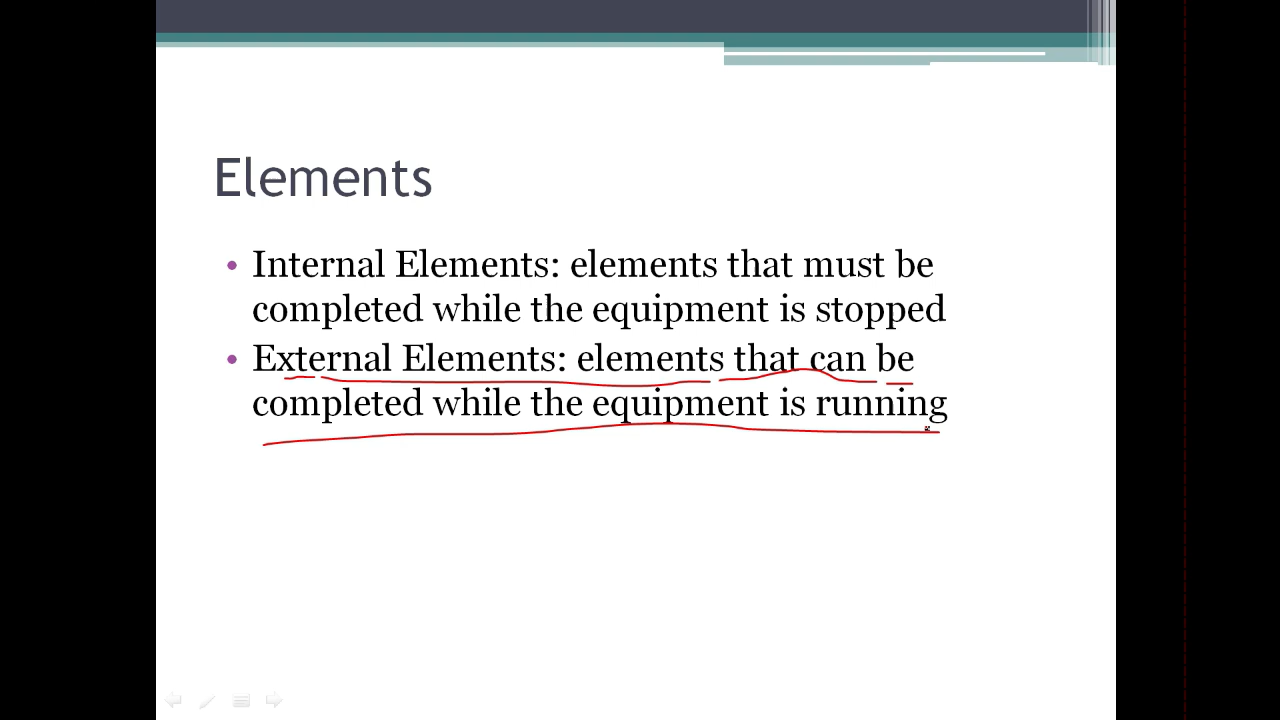 Elements
• Internal Elements: elements that must be
completed while the equipment is stopped
• External Elements: elements that can be
completed while the equipment is running